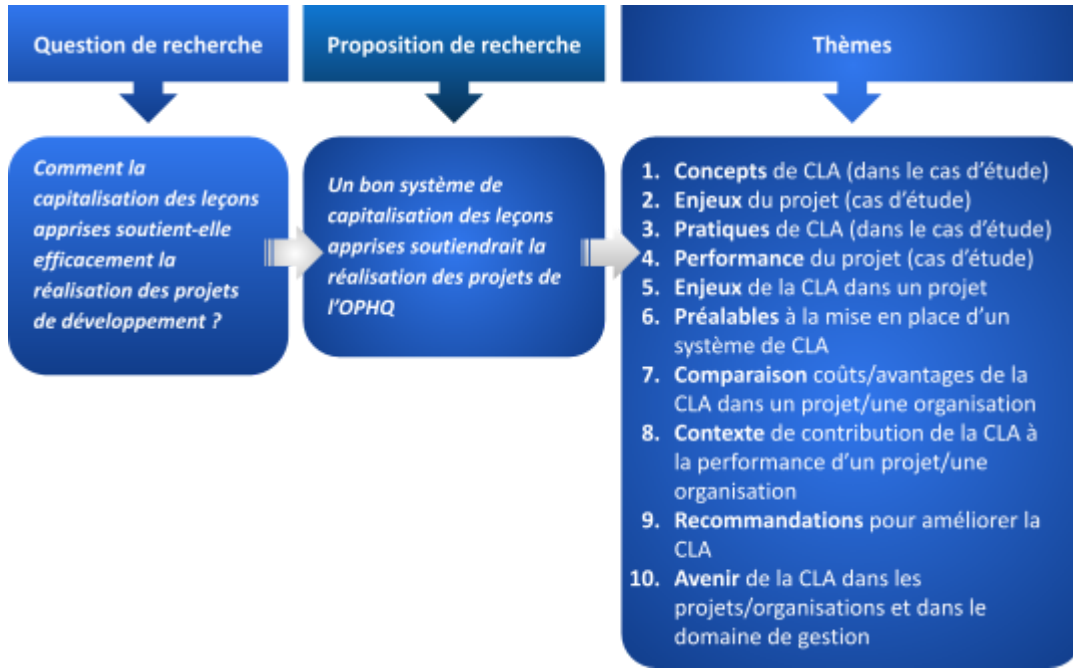 Question de recherche
Proposition de recherche
Thèmes
Comment la
capitalisation des leçons
apprises soutient-elle
efficacement la
réalisation des projets
de développement ?
Un bon système de
capitalisation des leçons
apprises soutiendrait la
réalisation des projets de
l’OPHQ
1. Concepts de CLA (dans le cas d’étude)
2. Enjeux du projet (cas d’étude)
3. Pratiques de CLA (dans le cas d’étude)
4. Performance du projet (cas d’étude)
5. Enjeux de la CLA dans un projet
6. Préalables à la mise en place d’un
système de CLA
7. Comparaison coûts/avantages de la
CLA dans un projet/une organisation
8. Contexte de contribution de la CLA à
la performance d’un projet/une
organisation
9. Recommandations pour améliorer la
CLA
10. Avenir de la CLA dans les
projets/organisations et dans le
domaine de gestion